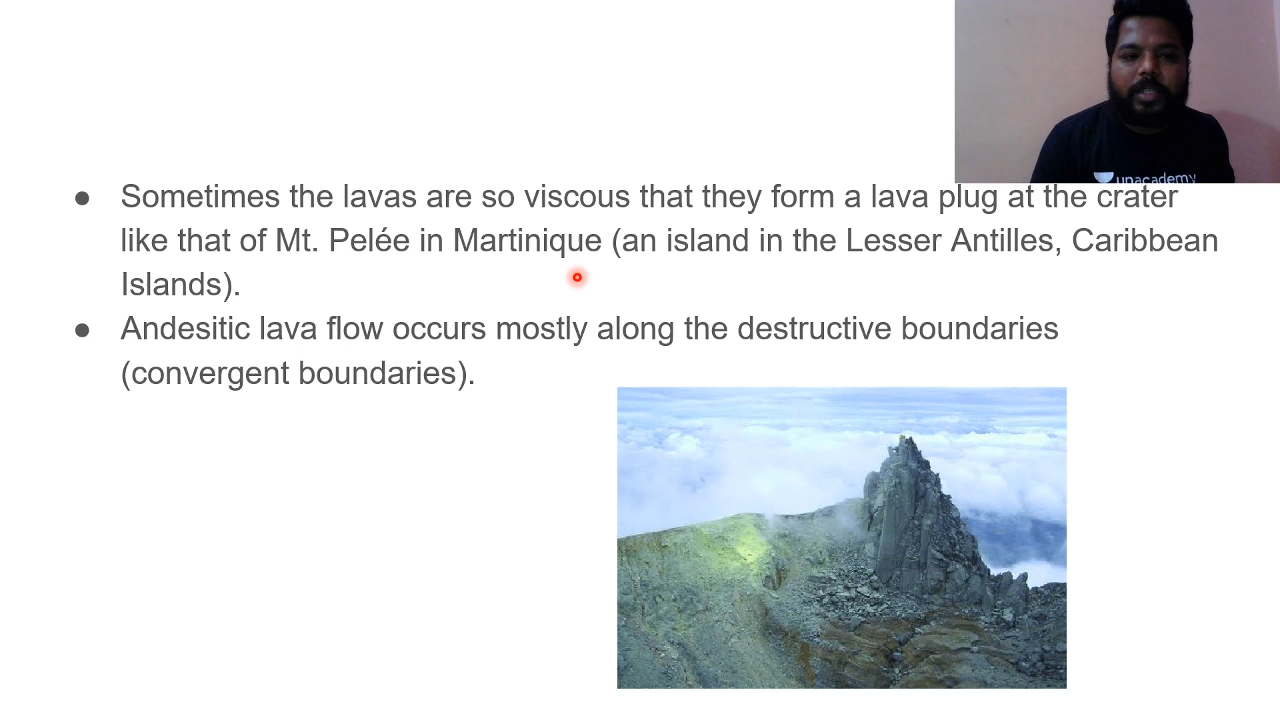 unacademy
● Sometimes the lavas are so viscous that they form a lava plug at the crater
like that of Mt. Pelée in Martinique (an island in the Lesser Antilles, Caribbean
Islands).
● Andesitic lava flow occurs mostly along the destructive boundaries
(convergent boundaries).